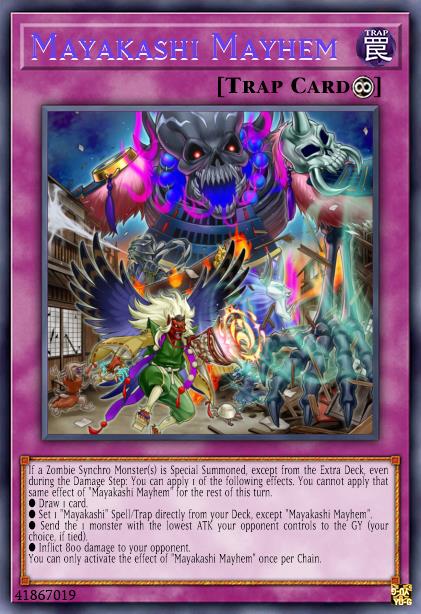 Mayakashi Mayhem
TRAP
罠
[Trap Card]
If a Zombie Synchro Monster(s) is Special Summoned, except from the Extra Deck, even
during the Damage Step: You can apply 1 of the following effects. You cannot apply that
same effect of "Mayakashi Mayhem" for the rest of this turn.
● Draw 1 card.
● Set 1 "Mayakashi" Spell/Trap directly from your Deck, except "Mayakashi Mayhem".
● Send the 1 monster with the lowest ATK your opponent controls to the GY (your
choice, if tied).
● Inflict 800 damage to your opponent.
You can only activate the effect of "Mayakashi Mayhem" once per Chain.
41867019